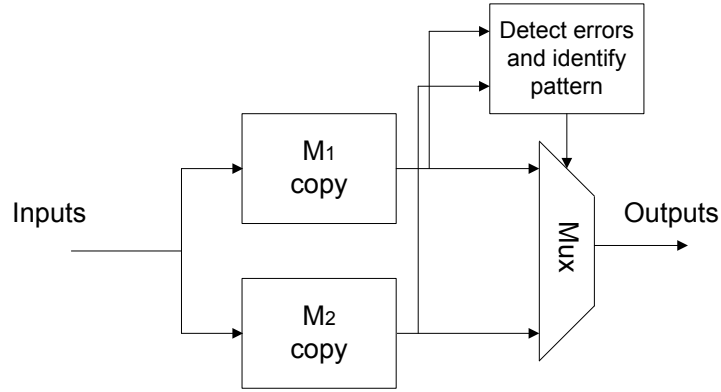 Detect errors
and identify
pattern
M1
copy
Inputs
Mux
Outputs
M2
copy